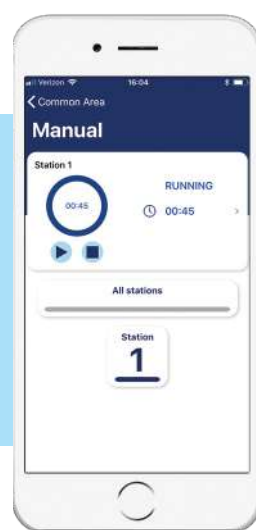 Verizon 16:04
Common Area
Manual
Station 1
00:45
RUNNING
00:45
All stations
Station
1